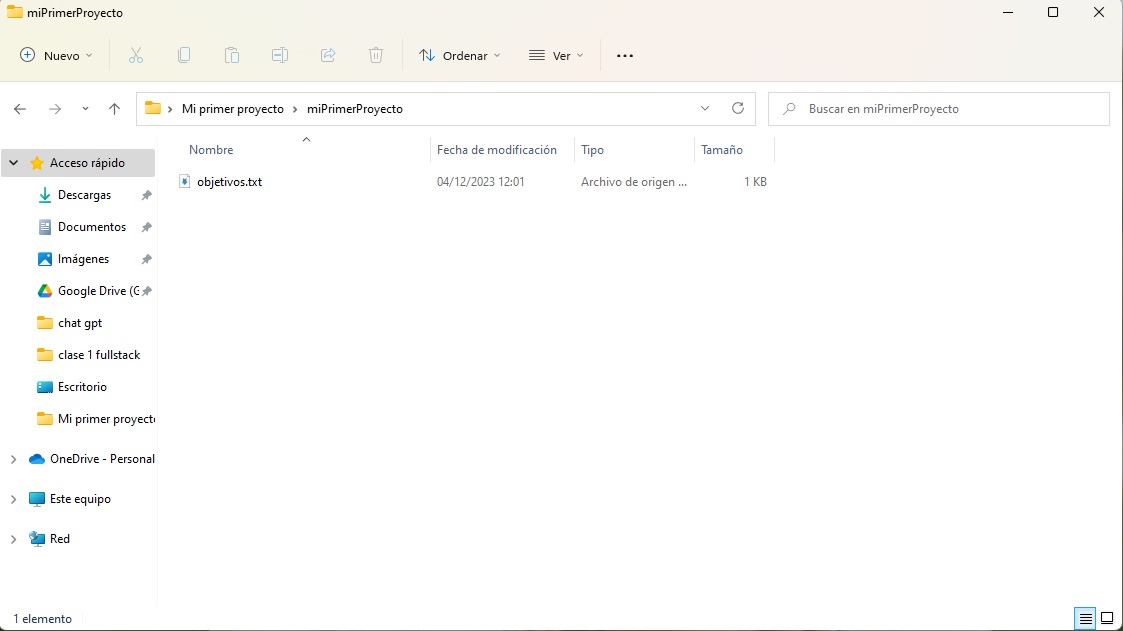 miPrimerProyecto
Nuevo
Ordenar
Ver
Mi primer proyecto > miPrimerProyecto
Buscar en miPrimerProyecto
Nombre Fecha de modificación Tipo Tamaño
objetivos.txt 04/12/2023 12:01 Archivo de origen ... 1 KB
Acceso rápido
Descargas
Documentos
Imágenes
Google Drive (G
chat gpt
clase 1 fullstack
Escritorio
Mi primer proyecto
OneDrive - Personal
Este equipo
Red
1 elemento